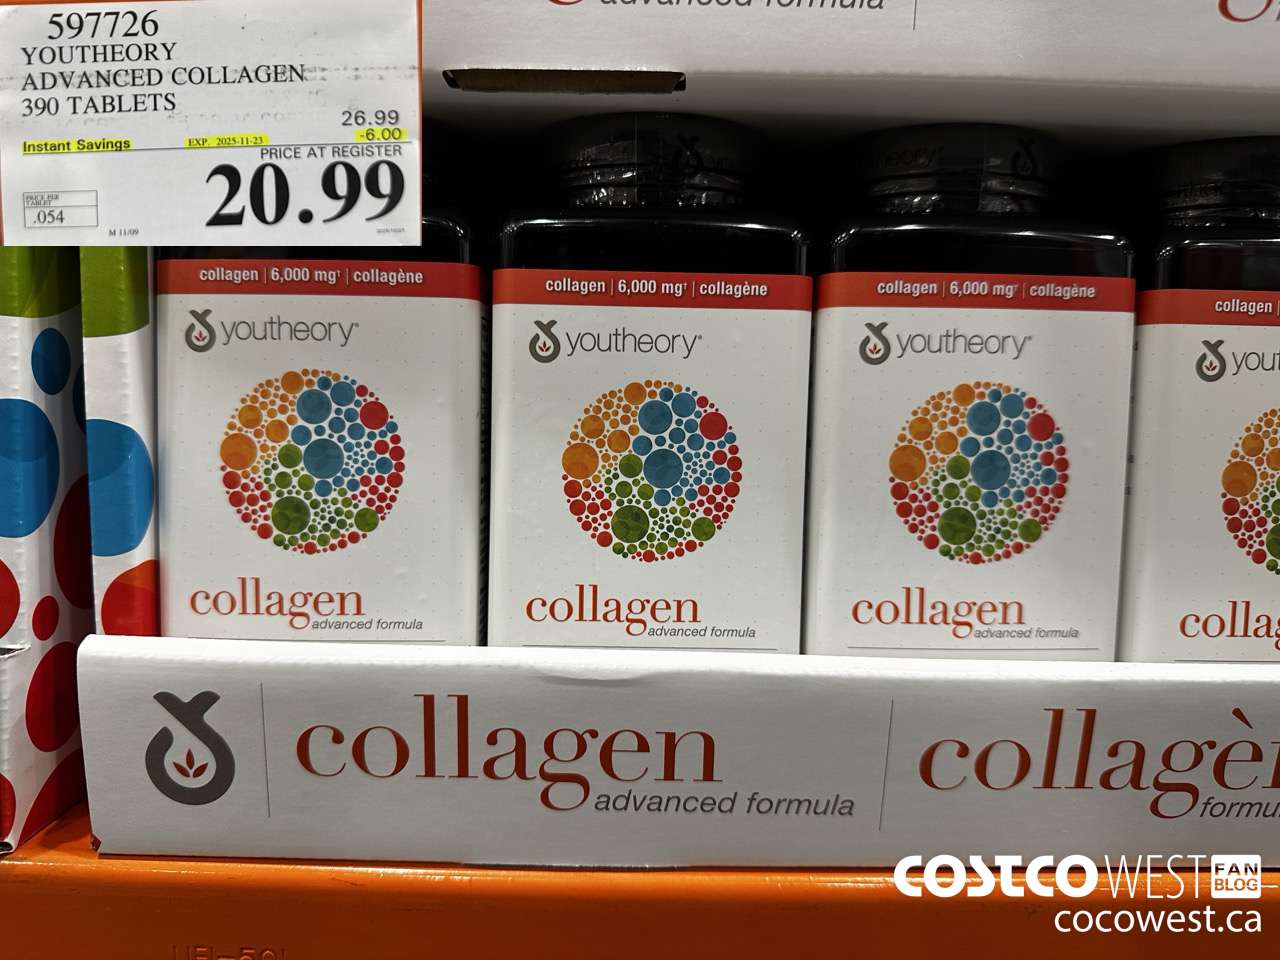 advanced formula
597726
YOUTHEORY
ADVANCED COLLAGEN
390 TABLETS
26.99
Instant Savings EXP. 2025-11-23 -6.00
PRICE AT REGISTER
20.99
PRICE PER
TABLET
.054
M 11/09
collagen | 6,000 mg† | collagène
youtheory®
collagen
advanced formula
collagen | 6,000 mg† | collagène
youtheory®
collagen
advanced formula
collagen | 6,000 mg† | collagène
youtheory®
collagen
advanced formula
collagen |
collagen
advanced formula
COSTCO WEST FAN BLOG
cocowest.ca